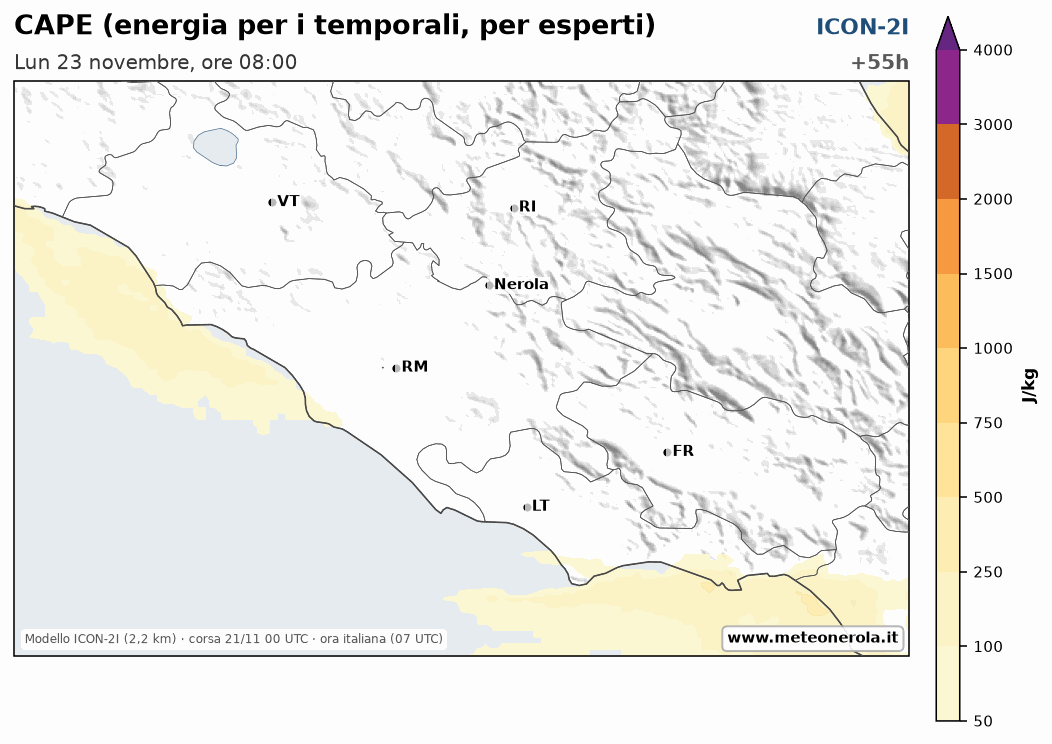 CAPE (energia per i temporali, per esperti)
ICON-2I
Lun 23 novembre, ore 08:00
+55h
4000
3000
2000
1500
1000
750
500
250
100
50
J/kg
VT
RI
Nerola
RM
FR
LT
Modello ICON-2I (2,2 km) · corsa 21/11 00 UTC · ora italiana (07 UTC)
www.meteonerola.it